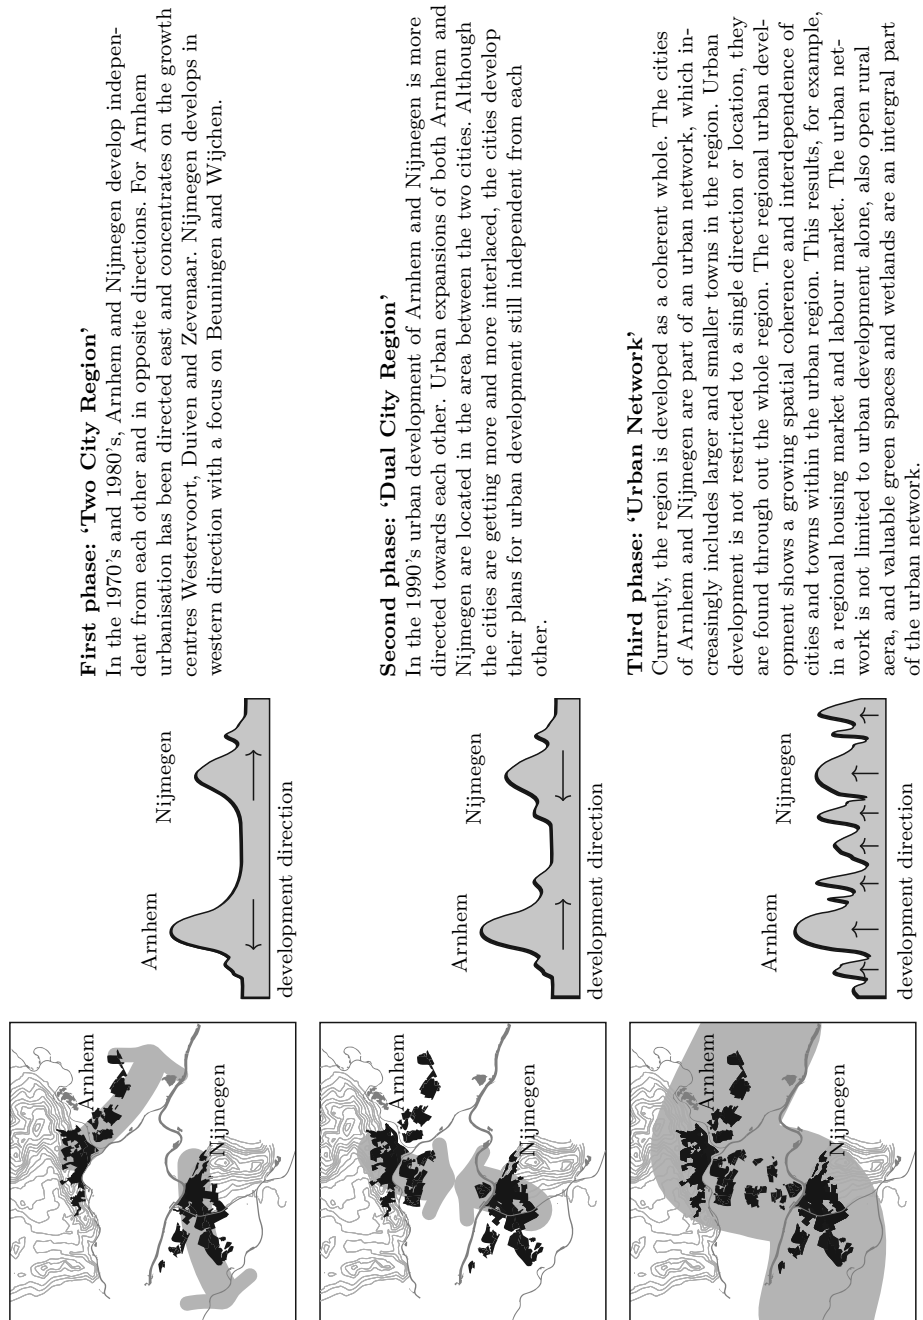 Arnhem
Nijmegen
Arnhem
Nijmegen
development direction
First phase: ‘Two City Region’
In the 1970’s and 1980’s, Arnhem and Nijmegen develop indepen-
dent from each other and in opposite directions. For Arnhem
urbanisation has been directed east and concentrates on the growth
centres Westervoort, Duiven and Zevenaar. Nijmegen develops in
western direction with a focus on Beuningen and Wijchen.
Arnhem
Nijmegen
Arnhem
Nijmegen
development direction
Second phase: ‘Dual City Region’
In the 1990’s urban development of Arnhem and Nijmegen is more
directed towards each other. Urban expansions of both Arnhem and
Nijmegen are located in the area between the two cities. Although
the cities are getting more and more interlaced, the cities develop
their plans for urban development still independent from each
other.
Arnhem
Nijmegen
Arnhem
Nijmegen
development direction
Third phase: ‘Urban Network’
Currently, the region is developed as a coherent whole. The cities
of Arnhem and Nijmegen are part of an urban network, which in-
creasingly includes larger and smaller towns in the region. Urban
development is not restricted to a single direction or location, they
are found through out the whole region. The regional urban devel-
opment shows a growing spatial coherence and interdependence of
cities and towns within the urban region. This results, for example,
in a regional housing market and labour market. The urban net-
work is not limited to urban development alone, also open rural
aera, and valuable green spaces and wetlands are an intergral part
of the urban network.